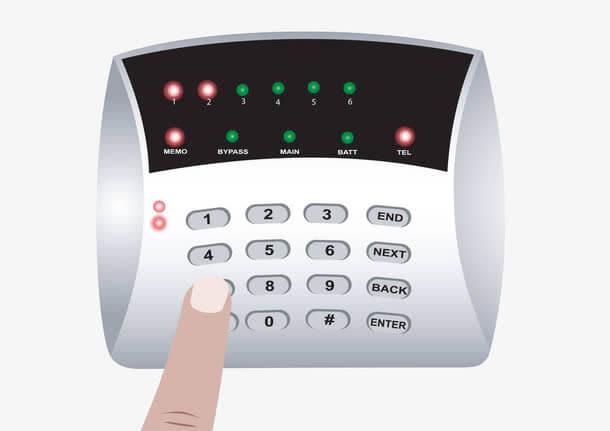 1 2 3 4 5 6
MEMO BYPASS MAIN BATT TEL
1 2 3 END
4 5 6 NEXT
8 9 BACK
0 # ENTER